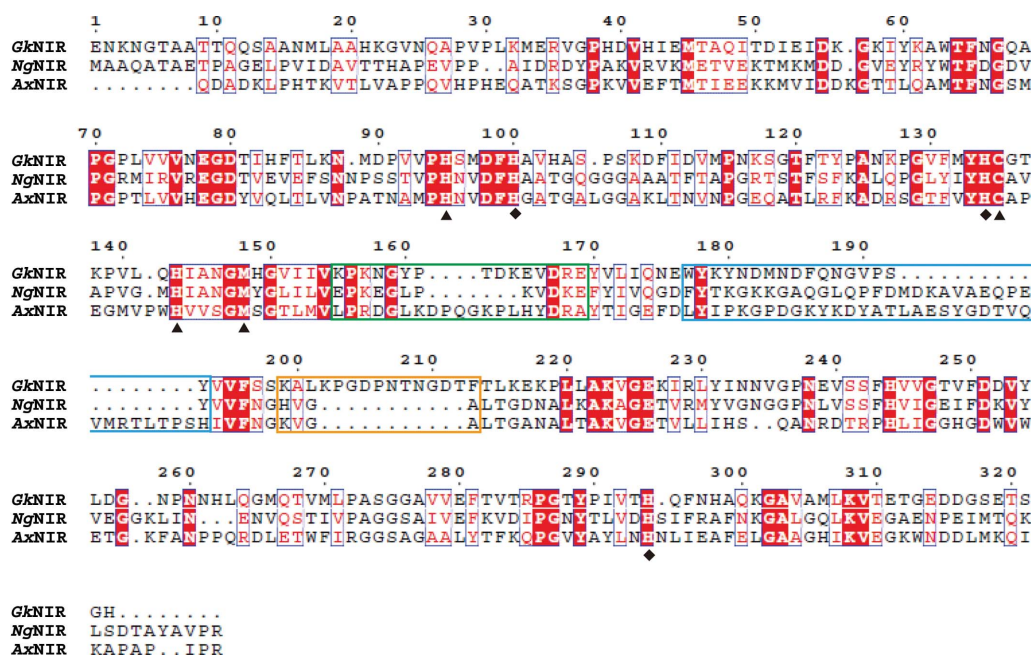 1 10 20 30 40 50 60
GkNIR ENKNGTAATTQQSAANMLAAHKGVNQAPVPLKMERVGPHDVHIEMTAQITDIEIDK.GKIYKAWTFNGQA
NgNIR MAAQATAETPAGELPVIDAVTTHAPEVPP..AIDRDYPAKVRVKMETVEKTMKMDD.GVEYRYWTFDGDV
AxNIR ........QDADKLPHTKVTLVAPPQVHPHEQATKSGPKVVEFTMTIEEKKMVIDDKGTTLQAMTFNGSM
70 80 90 100 110 120 130
GkNIR PGPLVVVNEGDTIHFTLKN.MDPVVPHSMDFHAVHAS.PSKDFIDVMPNKSGTFTYPANKPGVFMYHCGT
NgNIR PGRMIRVREGDTVEVEFSNNPSSTVPHNVDFHAATGQGGGAAATFTAPGRTSTFSFKALQPGLYIYHCAV
AxNIR PGPTLVVHEGDYVQLTLVNPATNAMPHNVDFHGATGALGGAKLTNVNPGEQATLRFKADRSGTFVYHCAP
140 150 160 170 180 190
GkNIR KPVL.QHIANGMHGVIIVKPKNGYP....TDKEVDREYVLIQNEWYKYNDMNDFQNGVPS..........
NgNIR APVG.MHIANGMYGLILVEPKEGLP.......KVDKEFYIVQGDFYTKGKKGAQGLQPFDMDKAVAEQPE
AxNIR EGMVPWHVVSGMSGTLMVLPRDGLKDPQGKPLHYDRAYTIGEFDLYIPKGPDGKYKDYATLAESYGDTVQ
200 210 220 230 240 250
GkNIR ........YVVFSSKALKPGDPNTNGDTFTLKEKPLLAKVGEKIRLYINNVGPNEVSSFHVVGTVFDDVY
NgNIR ........YVVFNGHVG...........ALTGDNALKAKAGETVRMYVGNGGPNLVSSFHVIGEIFDKVY
AxNIR VMRTLTPSHIVFNGKVG...........ALTGANALTAKVGETVLLIHS..QANRDTRPHLIGGHGDWVW
260 270 280 290 300 310 320
GkNIR LDG..NPNNHLQGMQTVMLPASGGAVVEFTVTRPGTYPIVTH.QFNHAQKGAVAMLKVTETGEDDGSETS
NgNIR VEGGKLIN...ENVQSTIVPAGGSAIVEFKVDIPGNYTLVDHSIFRAFNKGALGQLKVEGAENPEIMTQK
AxNIR ETG.KFANPPQRDLETWFIRGGSAGAALYTFKQPGVYAYLNHNLIEAFELGAAGHIKVEGKWNDDLMKQI
GkNIR GH........
NgNIR LSDTAYAVPR
AxNIR KAPAP..IPR